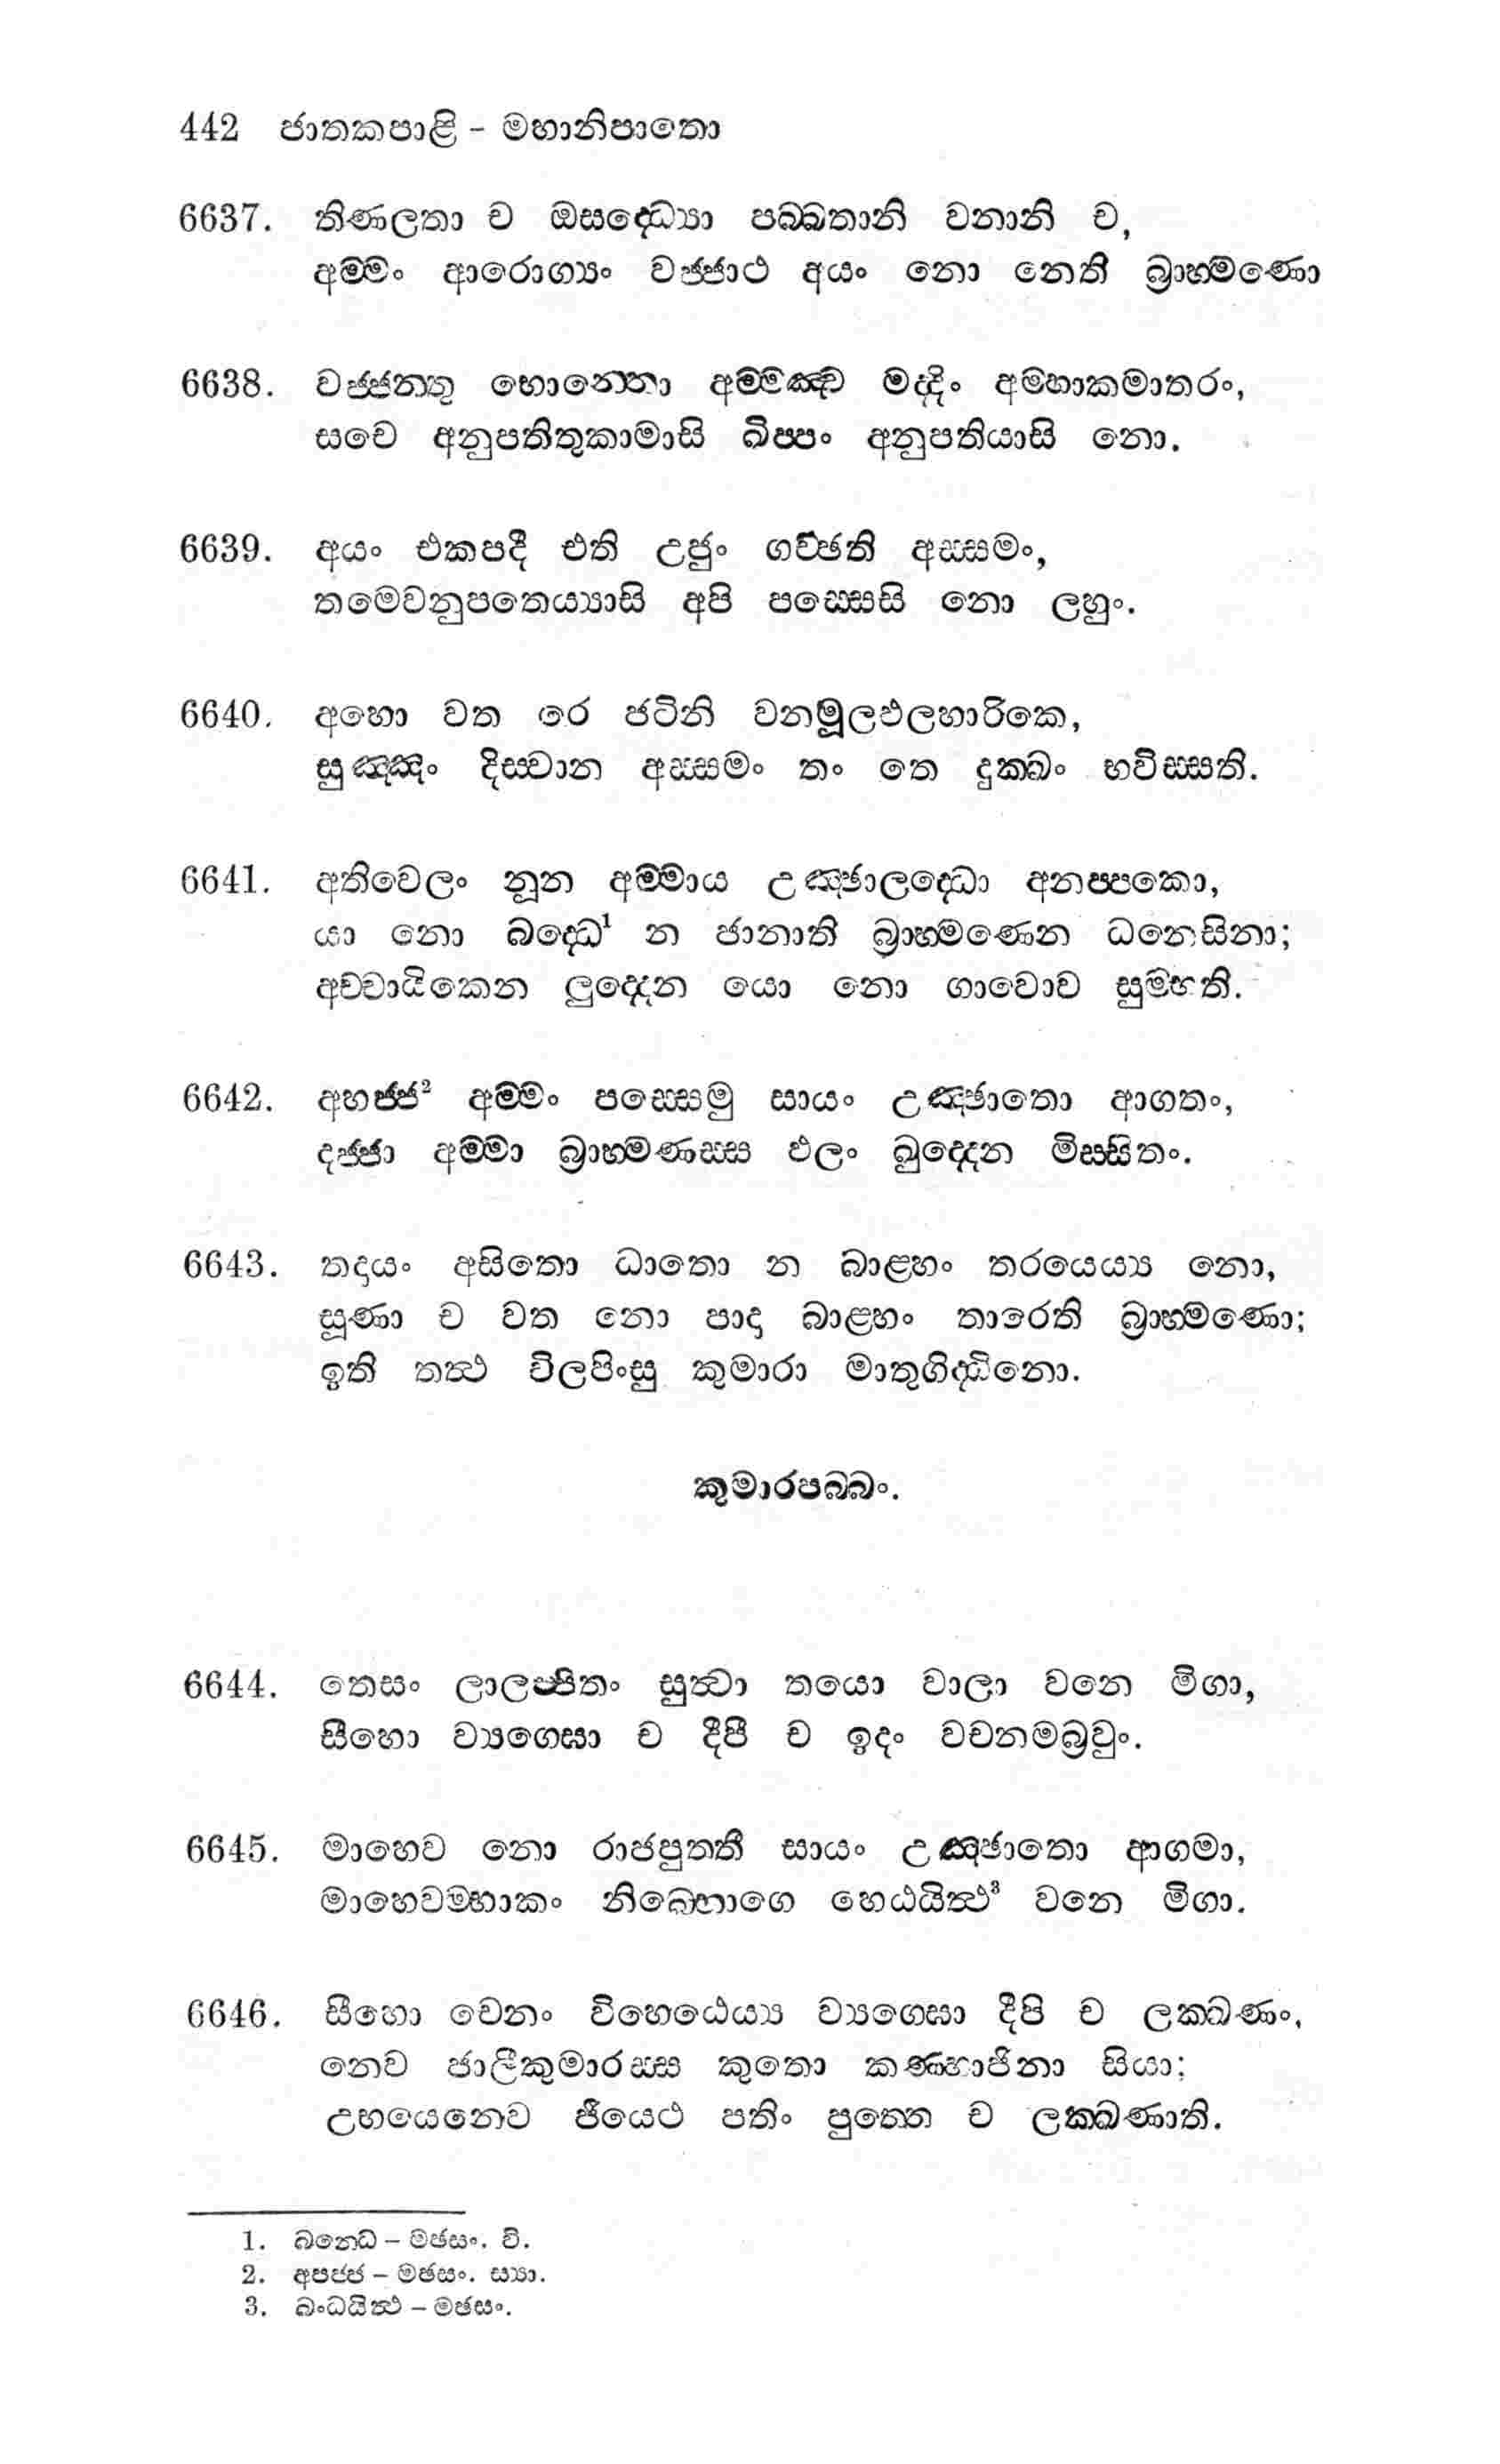 442 ජාතකපාළි - මහානිපාතො
6637. තිණලතා ච ඔසද්ධ්‍යො පබ්බතානි වනානි ච,
අම්මං ආරොග්‍යං වජ්ජාථ අයං නො නෙති බ්‍රාහ්මණො
6638. වජ්ජන්තු භොන්තො අම්මඤ්ච මද්දිං අම්හාකමාතරං,
සචෙ අනුපතිතුකාමාසි ඛිප්පං අනුපතියාසි නො.
6639. අයං එකපදී එති උජුං ගච්ඡති අස්සමං,
තමෙවනුපතෙය්‍යාසි අපි පස්සෙසි නො ලහුං.
6640. අහො වත රෙ ජටිනි වනමූලඵලහාරිකෙ,
සුඤ්ඤං දිස්වාන අස්සමං තං තෙ දුක්ඛං භවිස්සති.
6641. අතිවෙලං නූන අම්මාය උඤ්ඡාලද්ධො අනප්පකො,
යා නො බද්ධෙ¹ න ජානාති බ්‍රාහ්මණෙන ධනෙසිනා;
අච්චායිකෙන ලුද්දෙන යො නො ගාවොව සුම්භති.
6642. අභජ්ජ² අම්මං පස්සෙමු සායං උඤ්ඡාතො ආගතං,
දජ්ජා අම්මා බ්‍රාහ්මණස්ස ඵලං ඛුද්දෙන මිස්සිතං.
6643. තදායං අසිතො ධාතො න බාළ්හං තරයෙය්‍ය නො,
සූණා ච වත නො පාදා බාළ්හං තාරෙති බ්‍රාහ්මණො;
ඉති තත්‍ථ විලපිංසු කුමාරා මාතුගිද්ධිනො.
කුමාරපබ්බං.
6644. තෙසං ලාලප්පිතං සුත්‍වා තයො වාලා වනෙ මිගා,
සීහො ව්‍යග්ඝො ච දීපී ච ඉදං වචනමබ්‍රවුං.
6645. මාහෙව නො රාජපුත්තී සායං උඤ්ඡාතො ආගමා,
මාහෙවම්හාකං නිබ්භොගෙ හෙඨයිත්‍ථ³ වනෙ මිගා.
6646. සීහො චෙනං විහෙඨෙය්‍ය ව්‍යග්ඝො දීපි ච ලක්ඛණං,
නෙව ජාලීකුමාරස්ස කුතො කණ්හාජිනා සියා;
උභයෙනෙව ජීයෙථ පතිං පුත්තෙ ච ලක්ඛණාති.
1. බන්ධෙ – මඡසං. වි.
2. අපජ්ජ – මඡසං. ස්‍යා.
3. බංධයිත්‍ථ – මඡසං.